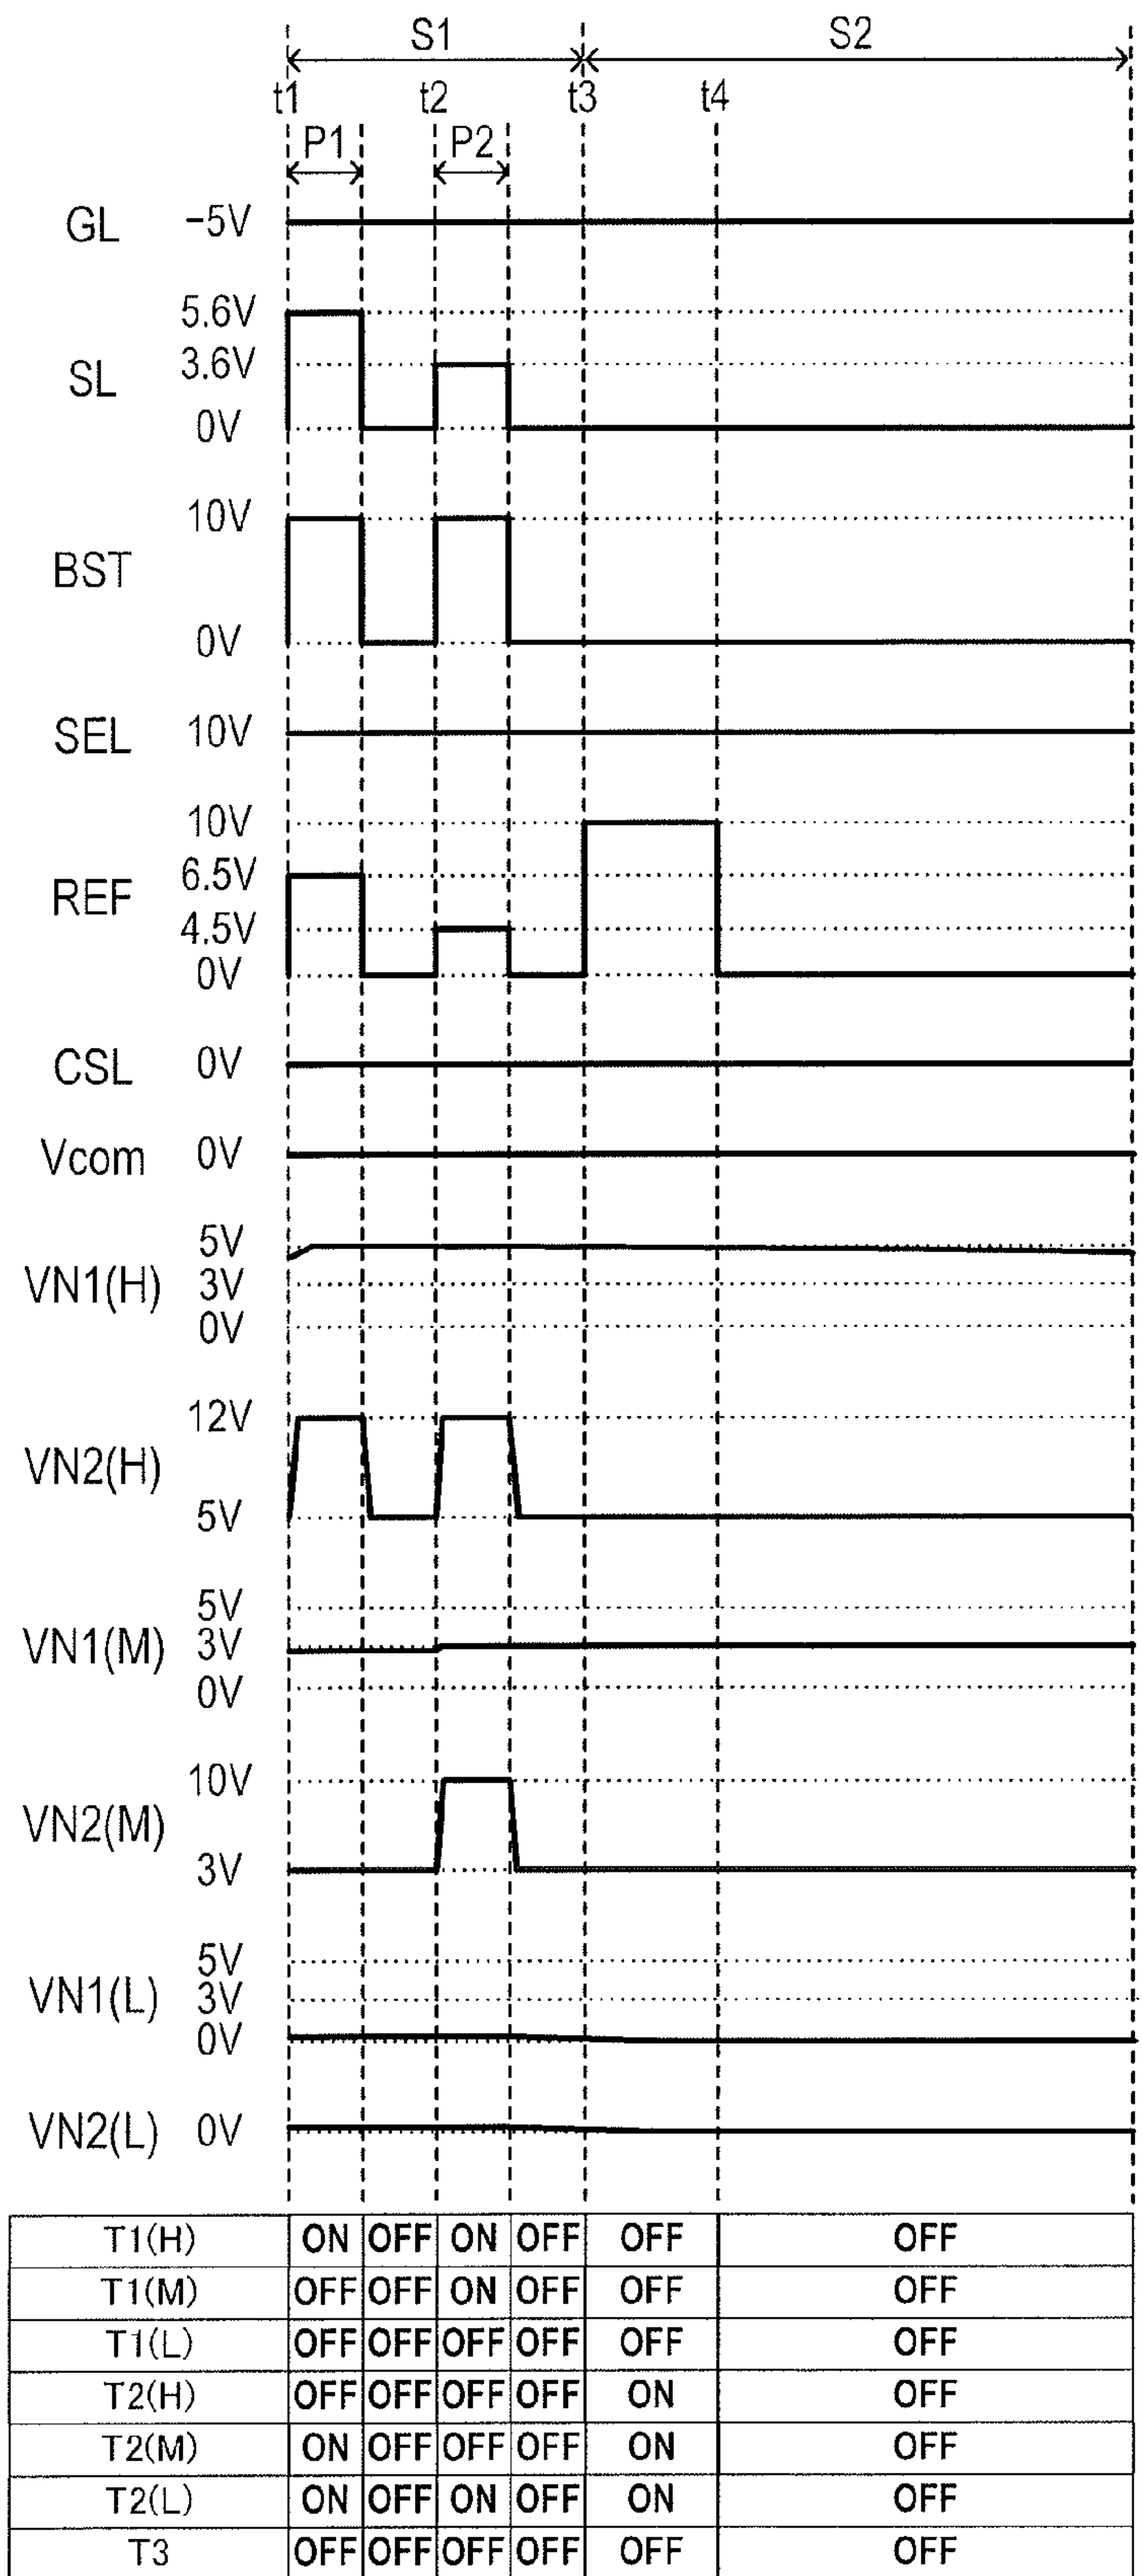 S1 S2
t1 t2 t3 t4
P1 P2
GL −5V
5.6V
SL 3.6V
0V
10V
BST
0V
SEL 10V
10V
REF 6.5V
4.5V
0V
CSL 0V
Vcom 0V
5V
VN1(H) 3V
0V
12V
VN2(H)
5V
5V
VN1(M) 3V
0V
10V
VN2(M)
3V
5V
VN1(L) 3V
0V
VN2(L) 0V
T1(H) ON OFF ON OFF OFF OFF
T1(M) OFF OFF ON OFF OFF OFF
T1(L) OFF OFF OFF OFF OFF OFF
T2(H) OFF OFF OFF OFF ON OFF
T2(M) ON OFF OFF OFF ON OFF
T2(L) ON OFF ON OFF ON OFF
T3 OFF OFF OFF OFF OFF OFF